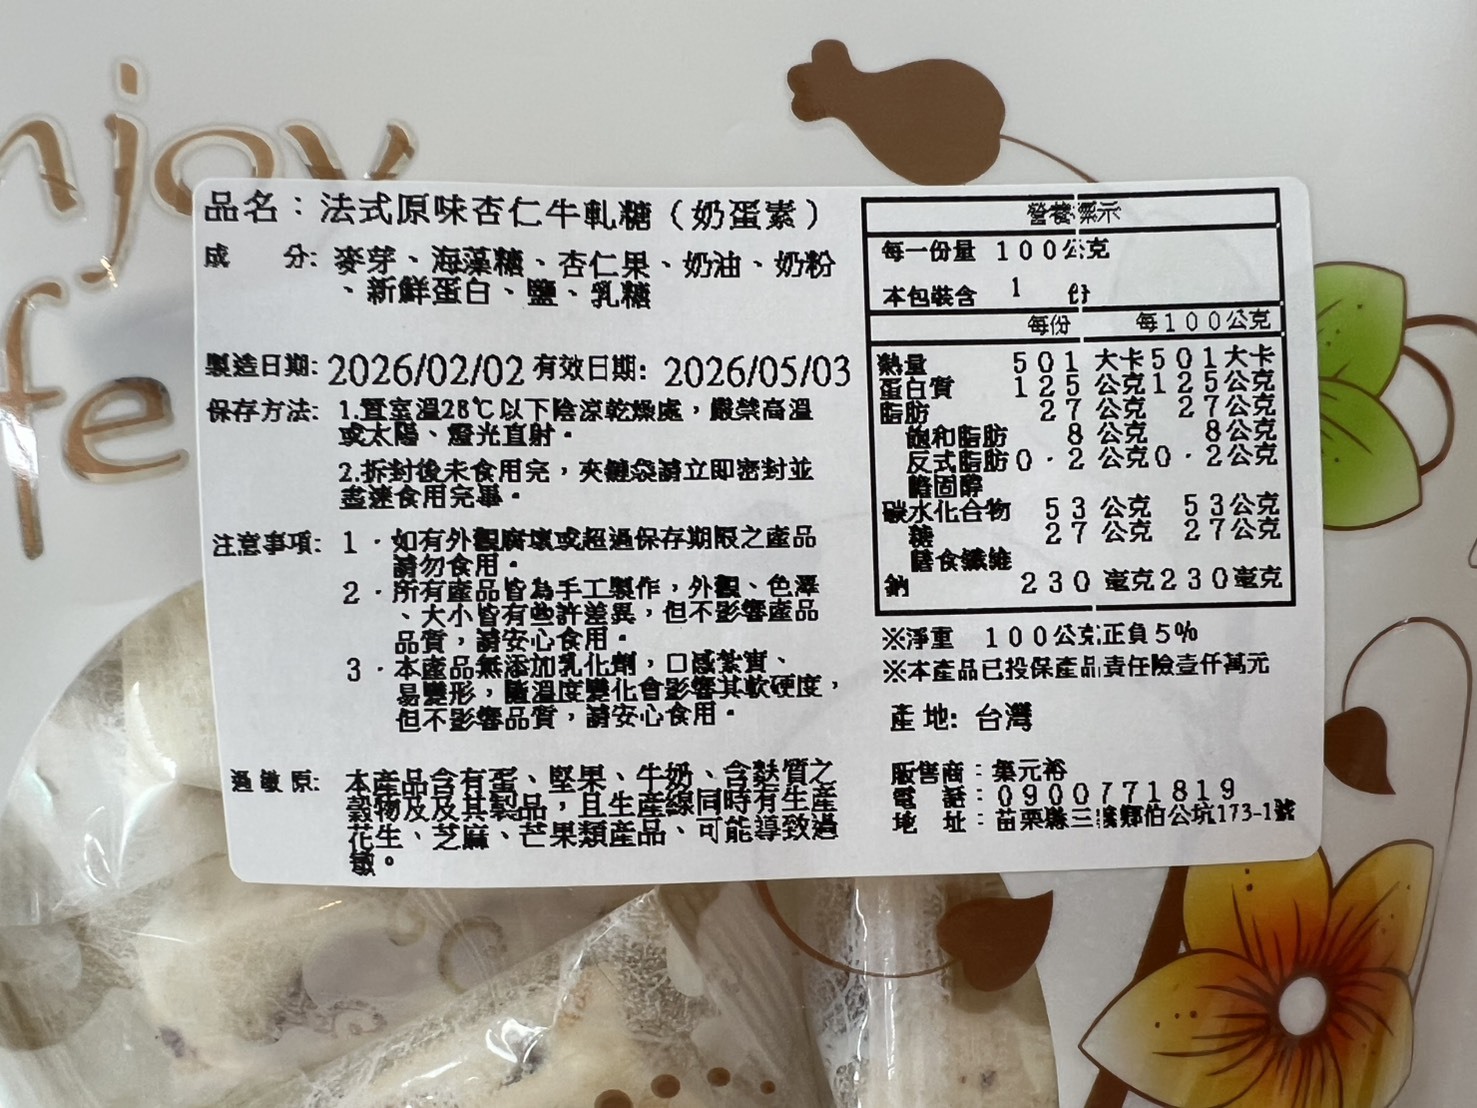 njoy
fe
品名：法式原味杏仁牛軋糖（奶蛋素）
成　分: 麥芽、海藻糖、杏仁果、奶油、奶粉
、新鮮蛋白、鹽、乳糖
製造日期: 2026/02/02 有效日期: 2026/05/03
保存方法: 1.置室溫28℃以下陰涼乾燥處，嚴禁高溫
或太陽、燈光直射。
2.拆封後未食用完，夾鏈袋請立即密封並
盡速食用完畢。
注意事項: 1．如有外觀腐壞或超過保存期限之產品
請勿食用。
2．所有產品皆為手工製作，外觀、色澤
、大小皆有些許差異，但不影響產品
品質，請安心食用。
3．本產品無添加乳化劑，口感紮實、
易變形，隨溫度變化會影響其軟硬度，
但不影響品質，請安心食用。
過敏原: 本產品含有蛋、堅果、牛奶、含麩質之
穀物及及其製品，且生產線同時有生產
花生、芝麻、芒果類產品、可能導致過
敏。
營養標示
每一份量 100公克
本包裝含 1 份
每份 每100公克
熱量 501 大卡 501大卡
蛋白質 125 公克 125公克
脂肪 27 公克 27公克
飽和脂肪 8 公克 8公克
反式脂肪 0．2 公克 0．2公克
膽固醇
碳水化合物 53 公克 53公克
糖 27 公克 27公克
膳食纖維
鈉 230 毫克 230毫克
※淨重 100公克正負5%
※本產品已投保產品責任險壹仟萬元
產地: 台灣
販售商：集元裕
電話：0900771819
地址：苗栗縣三義鄉伯公坑173-1號